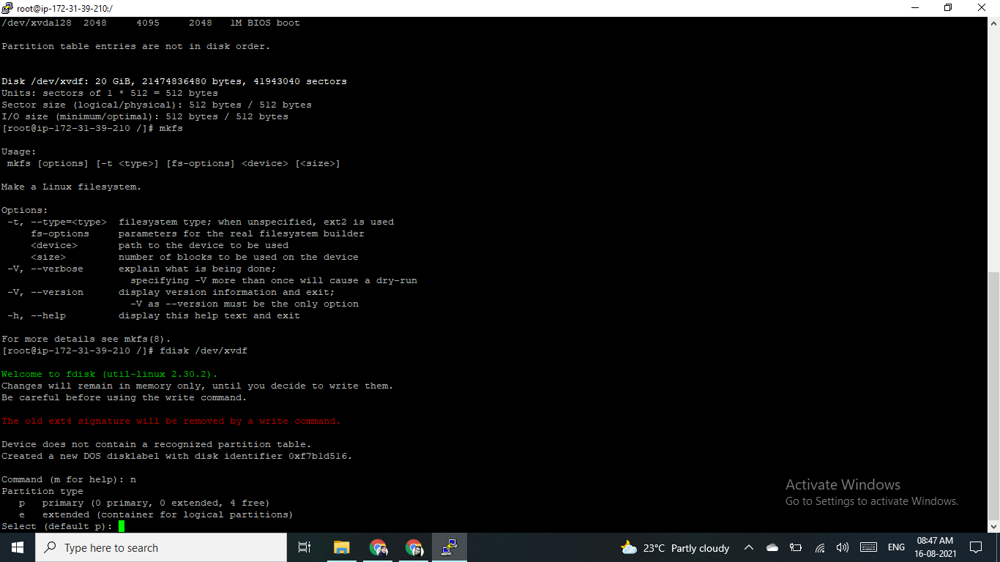 root@ip-172-31-39-210:/
/dev/xvda128  2048     4095     2048   1M BIOS boot
Partition table entries are not in disk order.
Disk /dev/xvdf: 20 GiB, 21474836480 bytes, 41943040 sectors
Units: sectors of 1 * 512 = 512 bytes
Sector size (logical/physical): 512 bytes / 512 bytes
I/O size (minimum/optimal): 512 bytes / 512 bytes
[root@ip-172-31-39-210 /]# mkfs
Usage:
 mkfs [options] [-t <type>] [fs-options] <device> [<size>]
Make a Linux filesystem.
Options:
 -t, --type=<type>  filesystem type; when unspecified, ext2 is used
     fs-options     parameters for the real filesystem builder
     <device>       path to the device to be used
     <size>         number of blocks to be used on the device
 -V, --verbose      explain what is being done;
                      specifying -V more than once will cause a dry-run
 -V, --version      display version information and exit;
                      -V as --version must be the only option
 -h, --help         display this help text and exit
For more details see mkfs(8).
[root@ip-172-31-39-210 /]# fdisk /dev/xvdf
Welcome to fdisk (util-linux 2.30.2).
Changes will remain in memory only, until you decide to write them.
Be careful before using the write command.
The old ext4 signature will be removed by a write command.
Device does not contain a recognized partition table.
Created a new DOS disklabel with disk identifier 0xf7b1d516.
Command (m for help): n
Partition type
   p   primary (0 primary, 0 extended, 4 free)
   e   extended (container for logical partitions)
Select (default p):
Activate Windows
Go to Settings to activate Windows.
Type here to search
23°C Partly cloudy
ENG
08:47 AM
16-08-2021